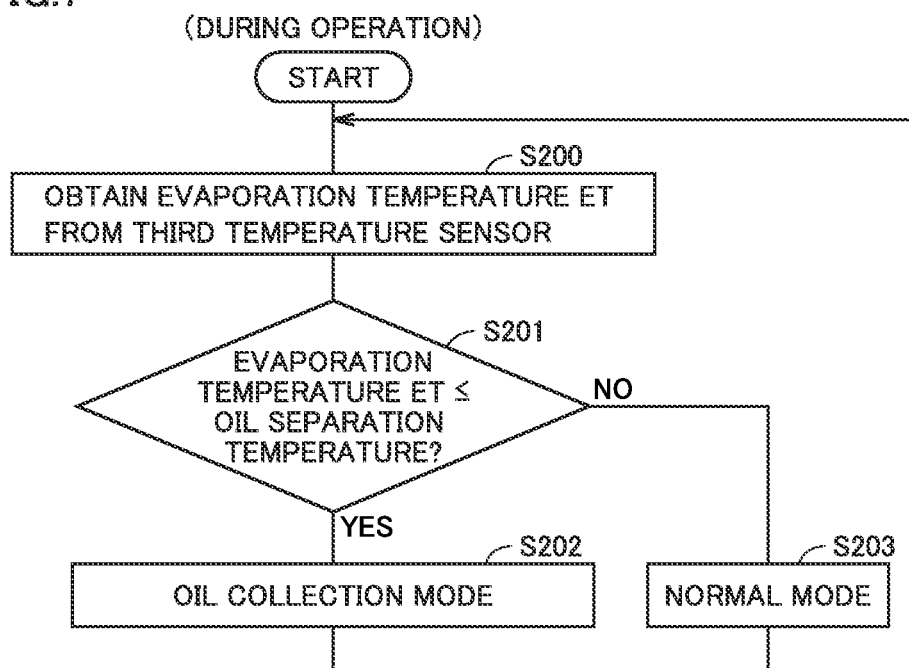 (DURING OPERATION)
START
S200
OBTAIN EVAPORATION TEMPERATURE ET
FROM THIRD TEMPERATURE SENSOR
S201
EVAPORATION
TEMPERATURE ET ≤
OIL SEPARATION
TEMPERATURE?
NO
YES
S202
OIL COLLECTION MODE
S203
NORMAL MODE